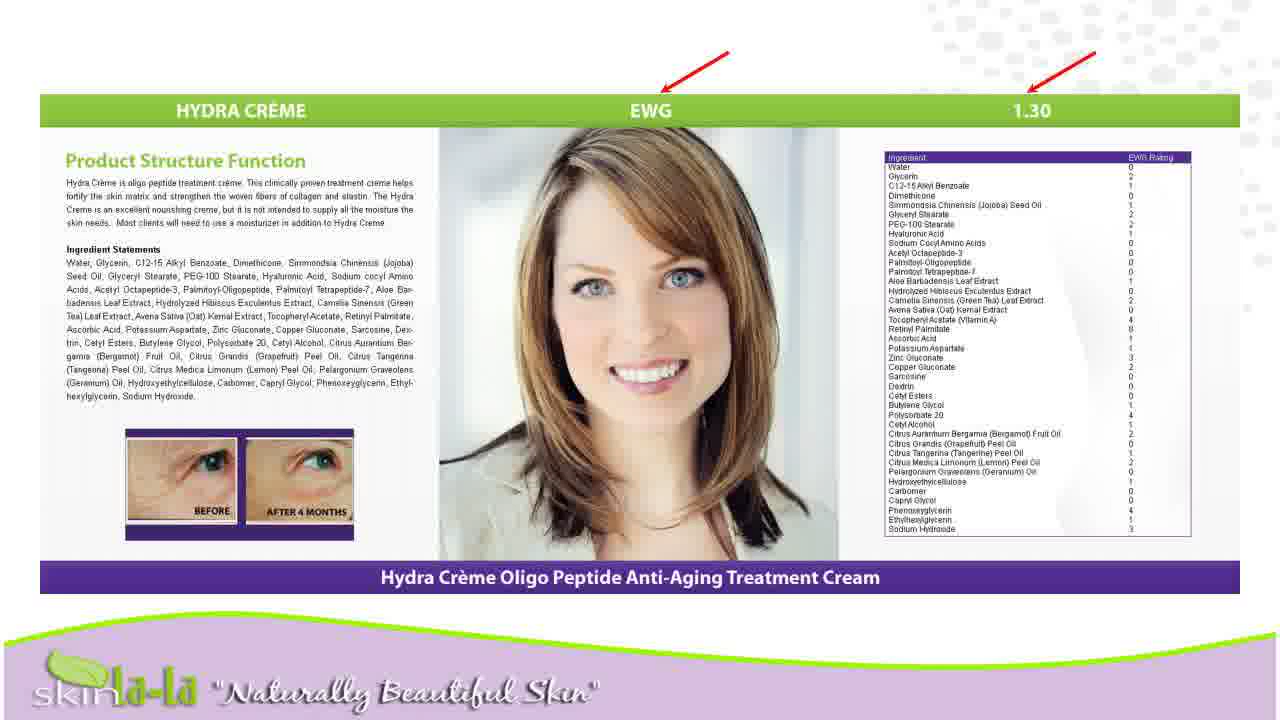 HYDRA CRÈME EWG 1.30
Product Structure Function
Hydra Crème is oligo peptide treatment créme. This clinically proven treatment creme helps
fortify the skin matrix and strengthen the woven fibers of collagen and elastin. The Hydra
Creme is an excellent nourishing creme, but it is not intended to supply all the moisture the
skin needs. Most clients will need to use a moisturizer in addition to Hydra Creme
Ingredient Statements
Water, Glycerin, C12-15 Alkyl Benzoate, Dimethicone, Simmondsia Chinensis (Jojoba)
Seed Oil, Glyceryl Stearate, PEG-100 Stearate, Hyaluronic Acid, Sodium cocyl Amino
Acids, Acetyl Octapeptide-3, Palmitoyl-Oligopeptide, Palmitoyl Tetrapeptide-7, Aloe Bar-
badensis Leaf Extract, Hydrolyzed Hibiscus Exculentus Extract, Camelia Sinensis (Green
Tea) Leaf Extract, Avena Sativa (Oat) Kernal Extract, Tocopheryl Acetate, Retinyl Palmitate,
Ascorbic Acid, Potassium Aspartate, Zinc Gluconate, Copper Gluconate, Sarcosine, Dex-
trin, Cetyl Esters, Butylene Glycol, Polysorbate 20, Cetyl Alcohol, Citrus Aurantium Ber-
gamia (Bergamot) Fruit Oil, Citrus Grandis (Grapefruit) Peel Oil, Citrus Tangerina
(Tangerina) Peel Oil, Citrus Medica Limonum (Lemon) Peel Oil, Pelargonium Graveolens
(Geranium) Oil, Hydroxyethylcellulose, Carbomer, Capryl Glycol, Phenoxyglycerin, Ethyl-
hexylglycerin, Sodium Hydroxide.
BEFORE
AFTER 4 MONTHS
Ingredient EWG Rating
Water 0
Glycerin 2
C12-15 Alkyl Benzoate 1
Dimethicone 0
Simmondsia Chinensis (Jojoba) Seed Oil 1
Glyceryl Stearate 2
PEG-100 Stearate 2
Hyaluronic Acid 1
Sodium Cocyl Amino Acids 0
Acetyl Octapeptide-3 0
Palmitoyl-Oligopeptide 0
Palmitoyl Tetrapeptide-7 0
Aloe Barbadensis Leaf Extract 1
Hydrolyzed Hibiscus Exculentus Extract 0
Camelia Sinensis (Green Tea) Leaf Extract 2
Avena Sativa (Oat) Kernal Extract 0
Tocopheryl Acetate (Vitamin A) 4
Retinyl Palmitate 8
Ascorbic Acid 1
Potassium Aspartate 1
Zinc Gluconate 3
Copper Gluconate 2
Sarcosine 0
Dextrin 0
Cetyl Esters 0
Butylene Glycol 1
Polysorbate 20 4
Cetyl Alcohol 1
Citrus Aurantium Bergamia (Bergamot) Fruit Oil 2
Citrus Grandis (Grapefruit) Peel Oil 0
Citrus Tangerina (Tangerine) Peel Oil 1
Citrus Medica Limonum (Lemon) Peel Oil 2
Pelargonium Graveolens (Geranium) Oil 0
Hydroxyethylcellulose 1
Carbomer 0
Capryl Glycol 0
Phenoxyglycerin 4
Ethylhexylglycerin 1
Sodium Hydroxide 3
Hydra Crème Oligo Peptide Anti-Aging Treatment Cream
skin lā-lā "Naturally Beautiful Skin"